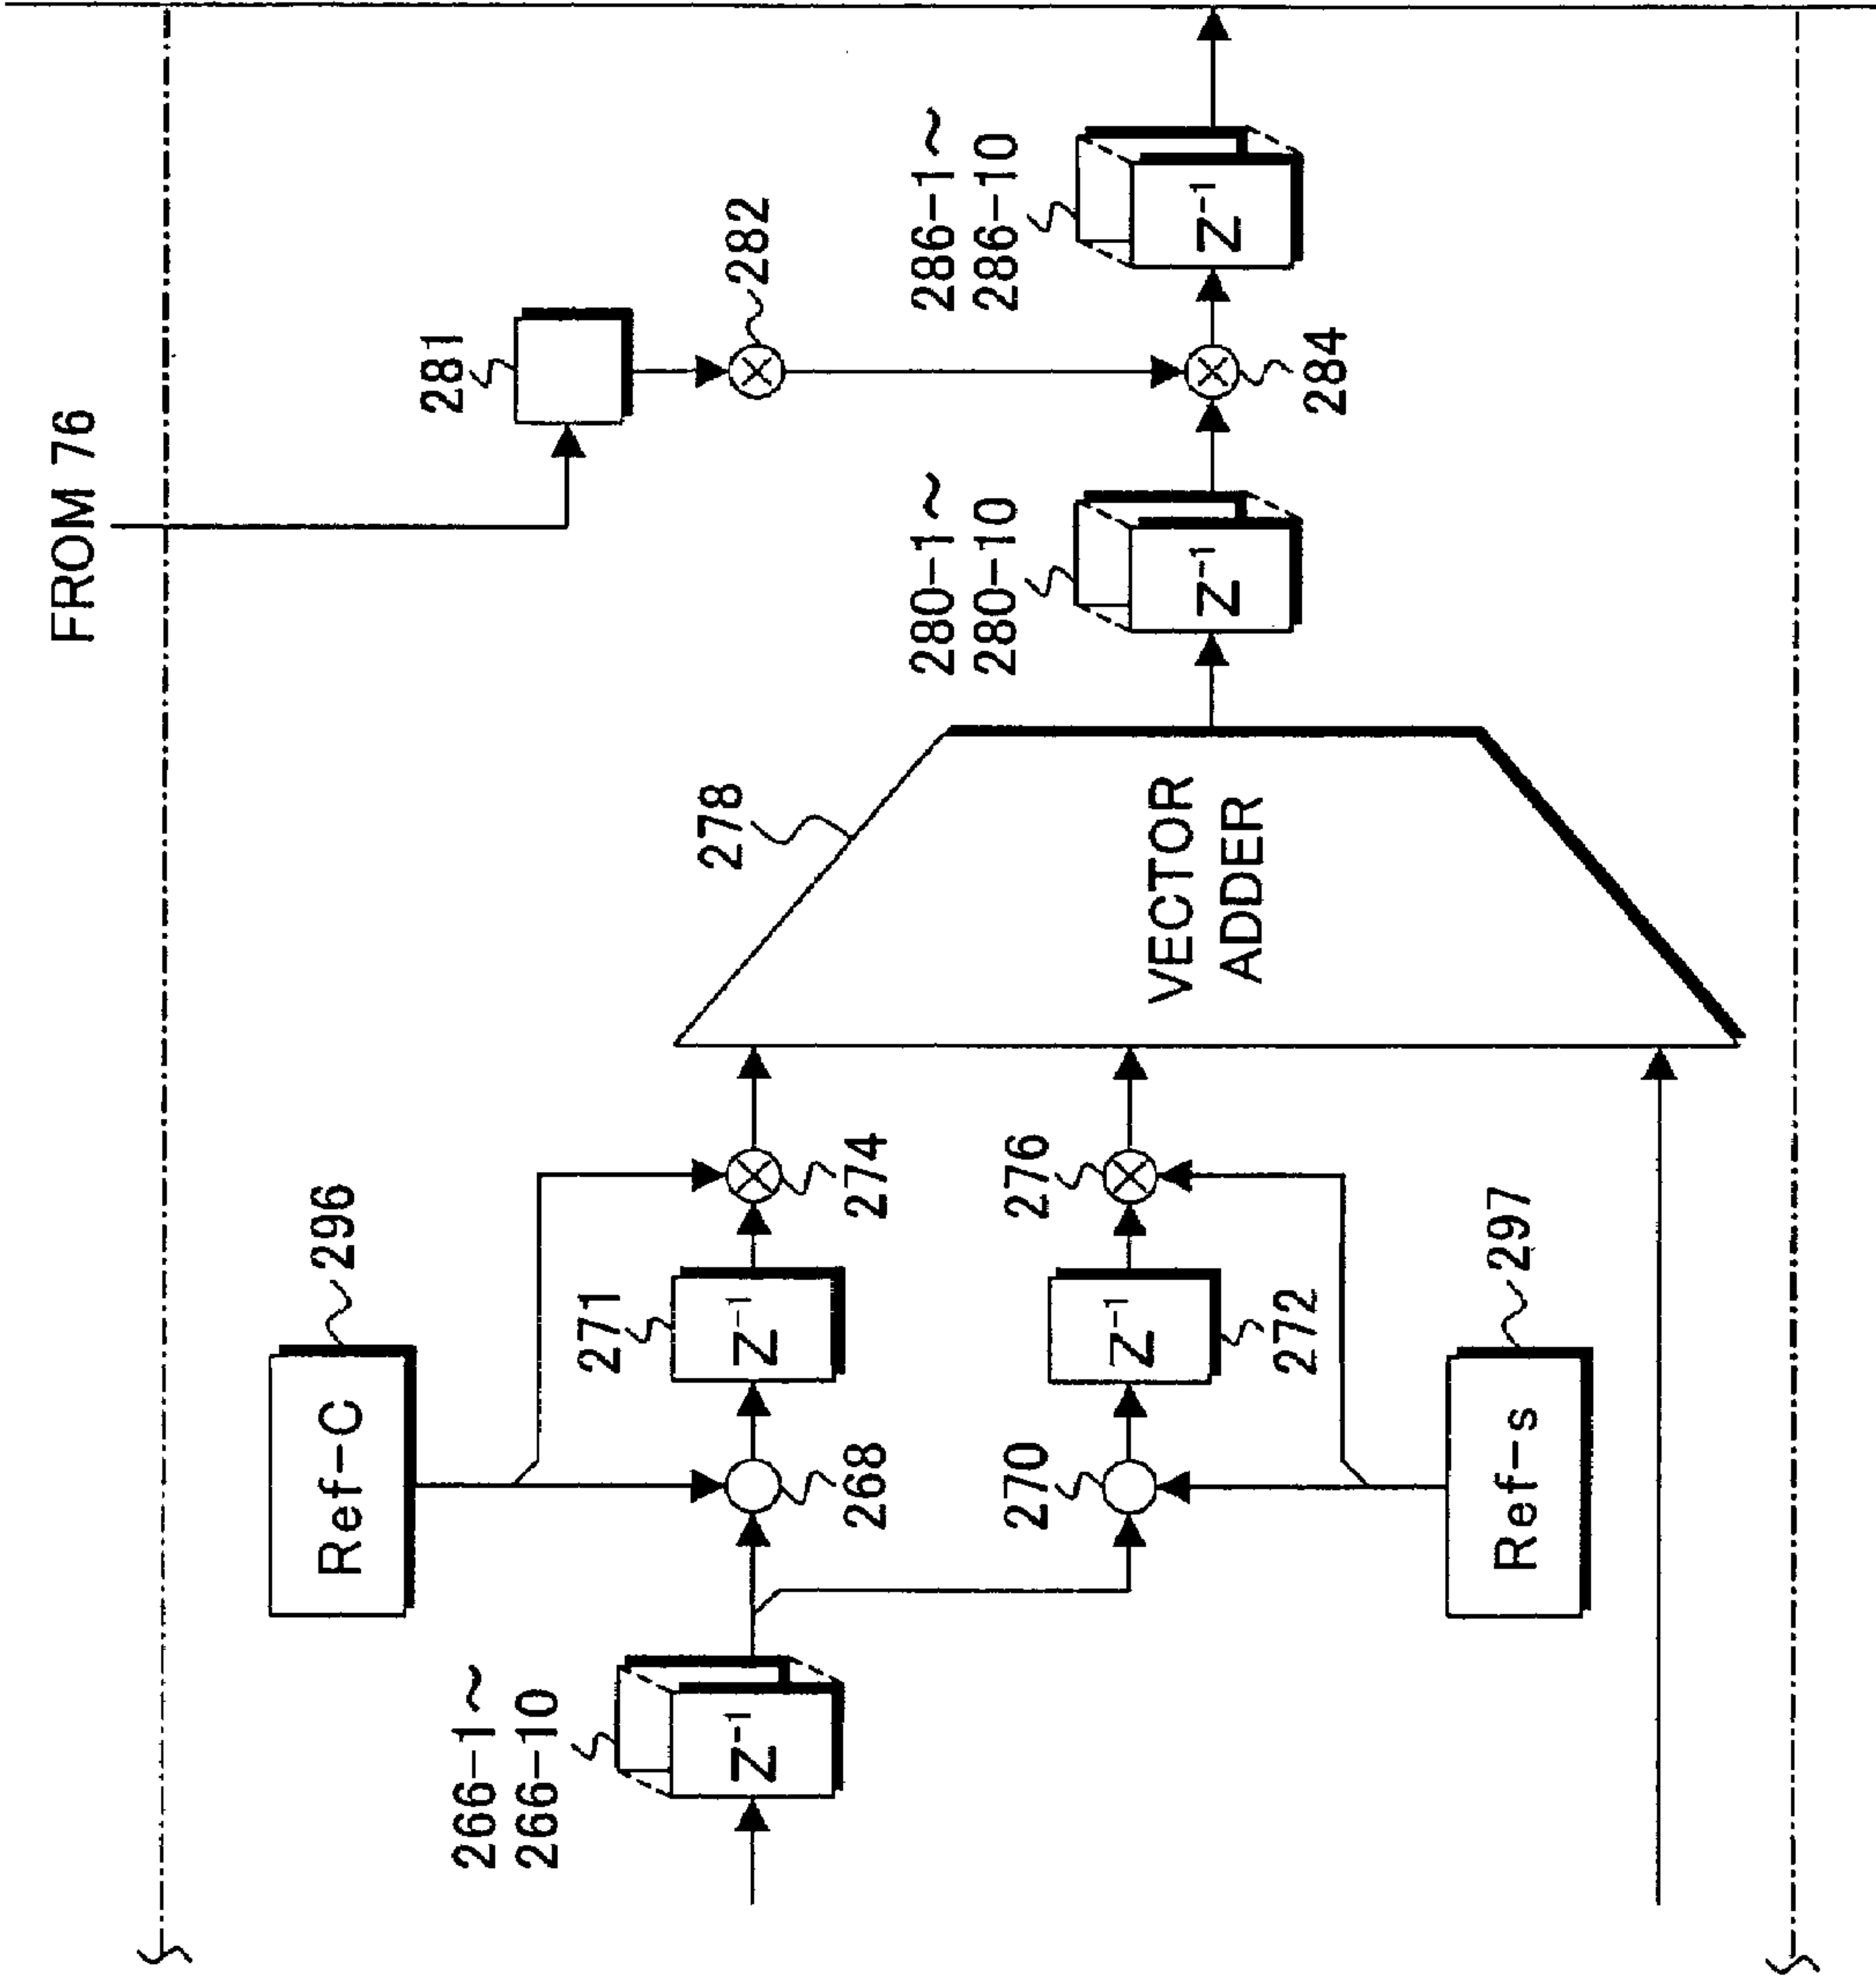 FROM 76
281
282
286-1~
286-10
Z⁻¹
284
280-1~
280-10
Z⁻¹
278
VECTOR
ADDER
Ref-C
296
271
Z⁻¹
274
268
276
Z⁻¹
272
270
Ref-s
297
266-1~
266-10
Z⁻¹